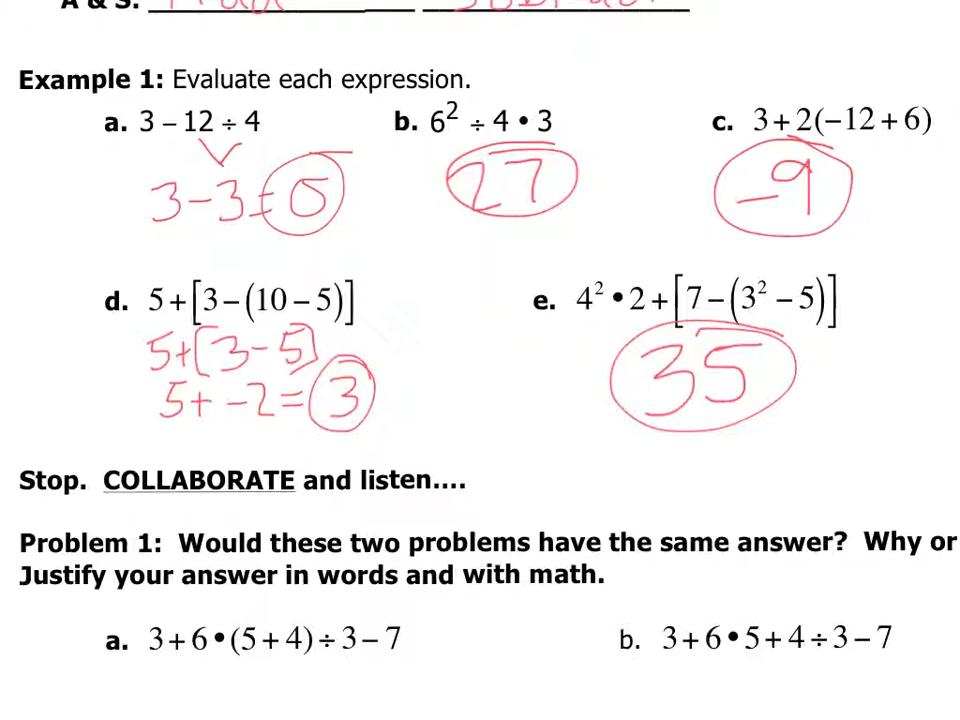 A & S:
Example 1: Evaluate each expression.
a. 3 – 12 ÷ 4 b. 6² ÷ 4 • 3 c. 3 + 2(−12 + 6)
3 - 3 = 0 27 -9
d. 5 + [3 − (10 − 5)] e. 4² • 2 + [7 − (3² − 5)]
5 + [3 - 5]
5 + -2 = 3 35
Stop. COLLABORATE and listen....
Problem 1: Would these two problems have the same answer? Why or
Justify your answer in words and with math.
a. 3 + 6 • (5 + 4) ÷ 3 − 7 b. 3 + 6 • 5 + 4 ÷ 3 − 7